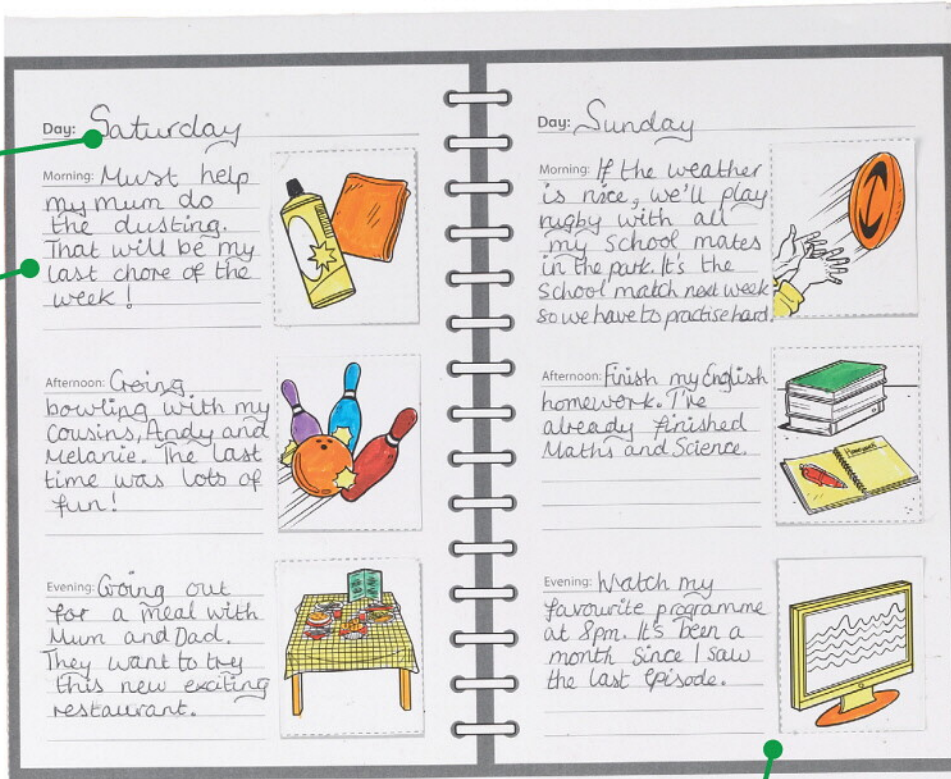 Day: Saturday
Morning: Must help
my mum do
the dusting.
That will be my
last chore of the
week!
Afternoon: Going
bowling with my
cousins, Andy and
Melanie. The last
time was lots of
fun!
Evening: Going out
for a meal with
Mum and Dad.
They want to try
this new exciting
restaurant.
Day: Sunday
Morning: If the weather
is nice, we'll play
rugby with all
my school mates
in the park. It's the
School match next week
so we have to practise hard.
Afternoon: Finish my English
homework. I've
already finished
Maths and Science.
Homework
Evening: Watch my
favourite programme
at 8pm. It's been a
month since I saw
the last episode.